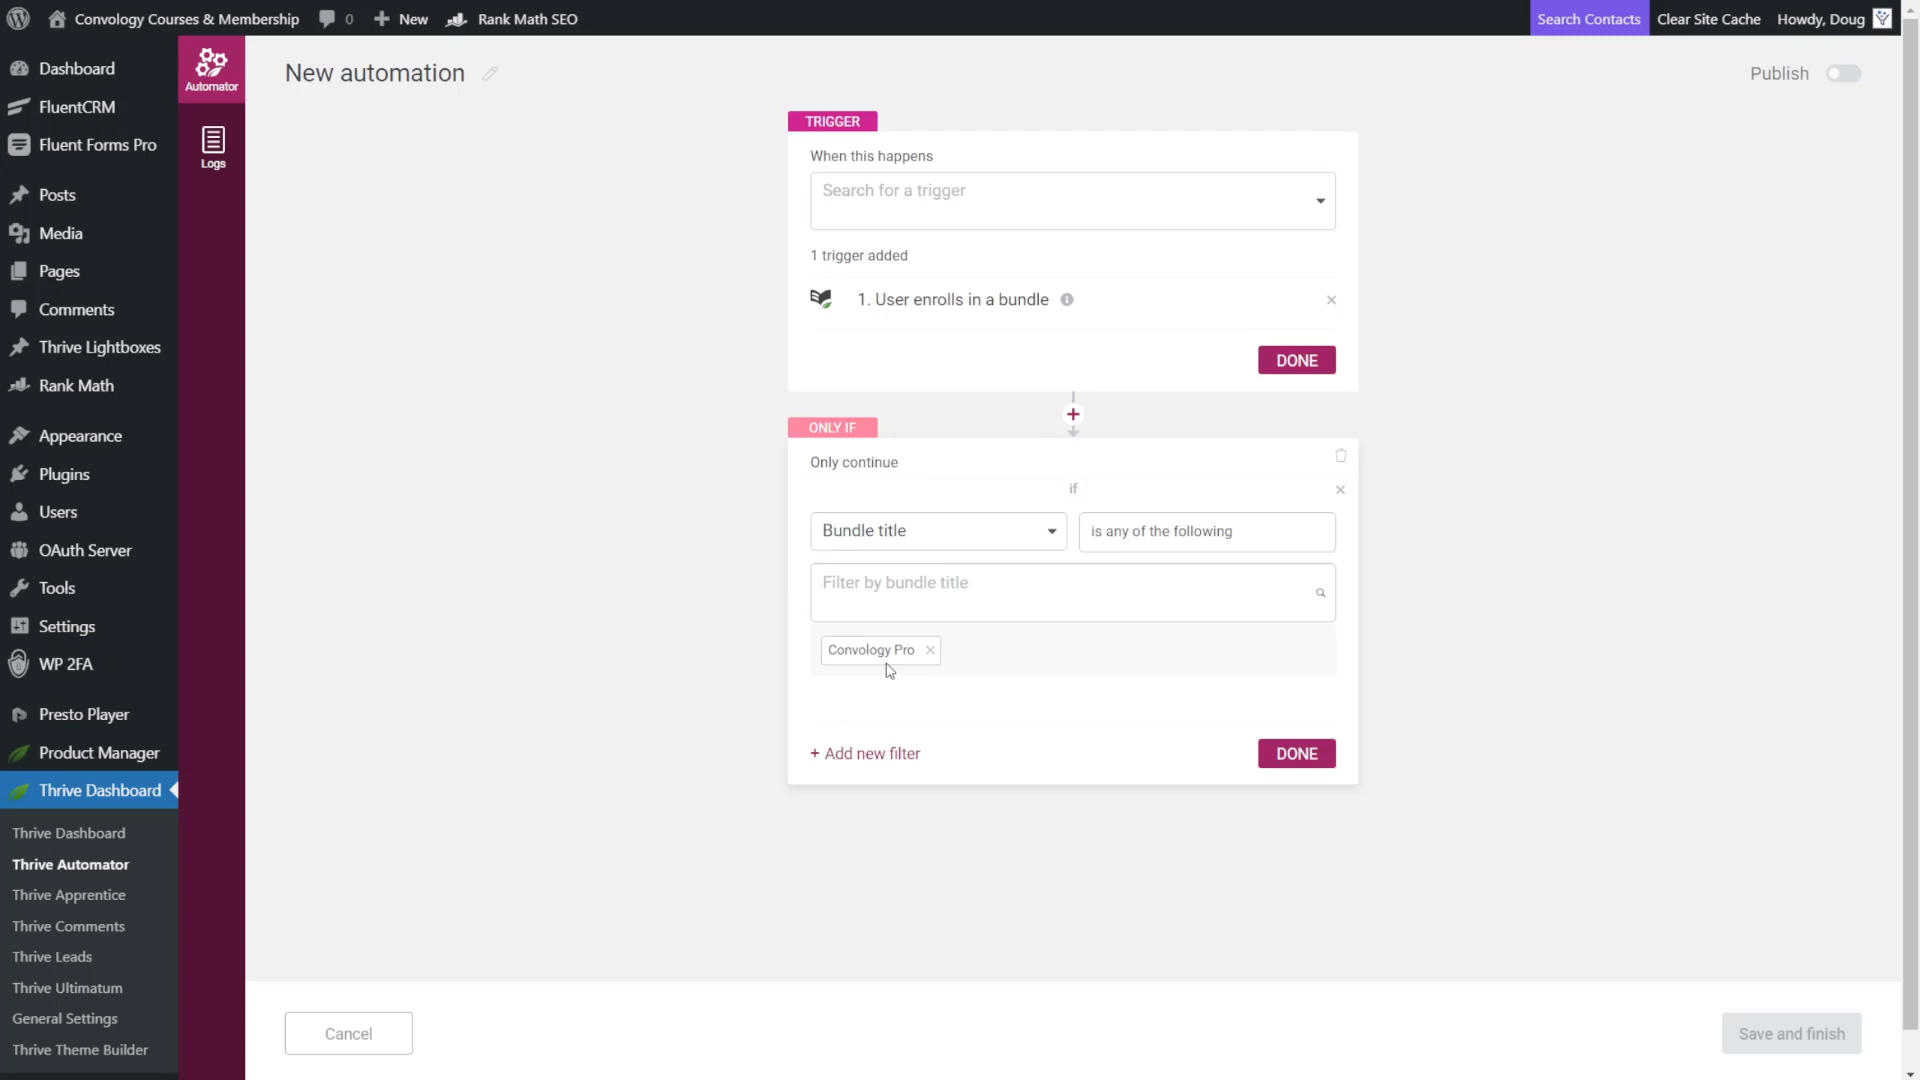 Convology Courses & Membership
0
New
Rank Math SEO
Search Contacts
Clear Site Cache
Howdy, Doug
Dashboard
FluentCRM
Fluent Forms Pro
Posts
Media
Pages
Comments
Thrive Lightboxes
Rank Math
Appearance
Plugins
Users
OAuth Server
Tools
Settings
WP 2FA
Presto Player
Product Manager
Thrive Dashboard
Thrive Dashboard
Thrive Automator
Thrive Apprentice
Thrive Comments
Thrive Leads
Thrive Ultimatum
General Settings
Thrive Theme Builder
Automator
Logs
New automation
Publish
TRIGGER
When this happens
Search for a trigger
1 trigger added
1. User enrolls in a bundle
DONE
ONLY IF
Only continue
if
Bundle title
is any of the following
Filter by bundle title
Convology Pro
+ Add new filter
DONE
Cancel
Save and finish